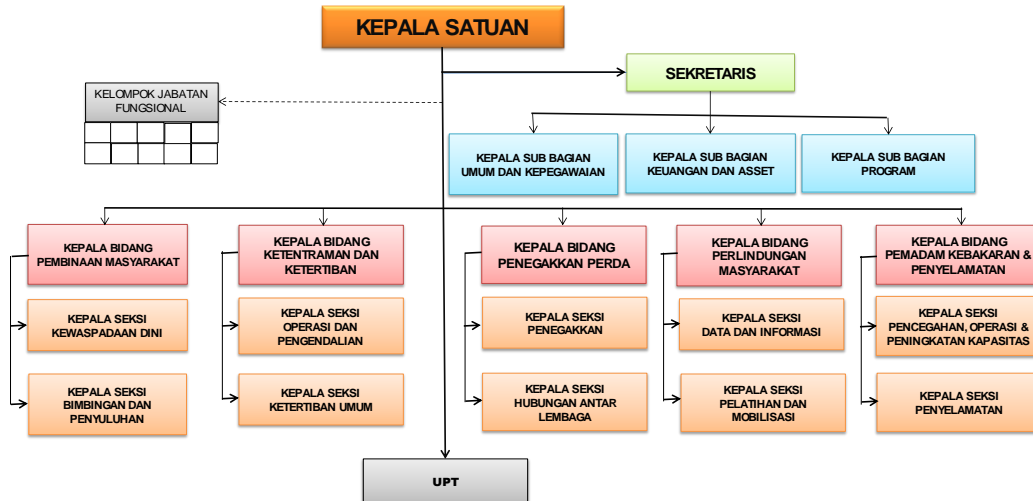 KEPALA SATUAN
SEKRETARIS
KELOMPOK JABATAN
FUNGSIONAL
KEPALA SUB BAGIAN
UMUM DAN KEPEGAWAIAN
KEPALA SUB BAGIAN
KEUANGAN DAN ASSET
KEPALA SUB BAGIAN
PROGRAM
KEPALA BIDANG
PEMBINAAN MASYARAKAT
KEPALA BIDANG
KETENTRAMAN DAN
KETERTIBAN
KEPALA BIDANG
PENEGAKKAN PERDA
KEPALA BIDANG
PERLINDUNGAN
MASYARAKAT
KEPALA BIDANG
PEMADAM KEBAKARAN &
PENYELAMATAN
KEPALA SEKSI
KEWASPADAAN DINI
KEPALA SEKSI
OPERASI DAN
PENGENDALIAN
KEPALA SEKSI
PENEGAKKAN
KEPALA SEKSI
DATA DAN INFORMASI
KEPALA SEKSI
PENCEGAHAN, OPERASI &
PENINGKATAN KAPASITAS
KEPALA SEKSI
BIMBINGAN DAN
PENYULUHAN
KEPALA SEKSI
KETERTIBAN UMUM
KEPALA SEKSI
HUBUNGAN ANTAR
LEMBAGA
KEPALA SEKSI
PELATIHAN DAN
MOBILISASI
KEPALA SEKSI
PENYELAMATAN
UPT